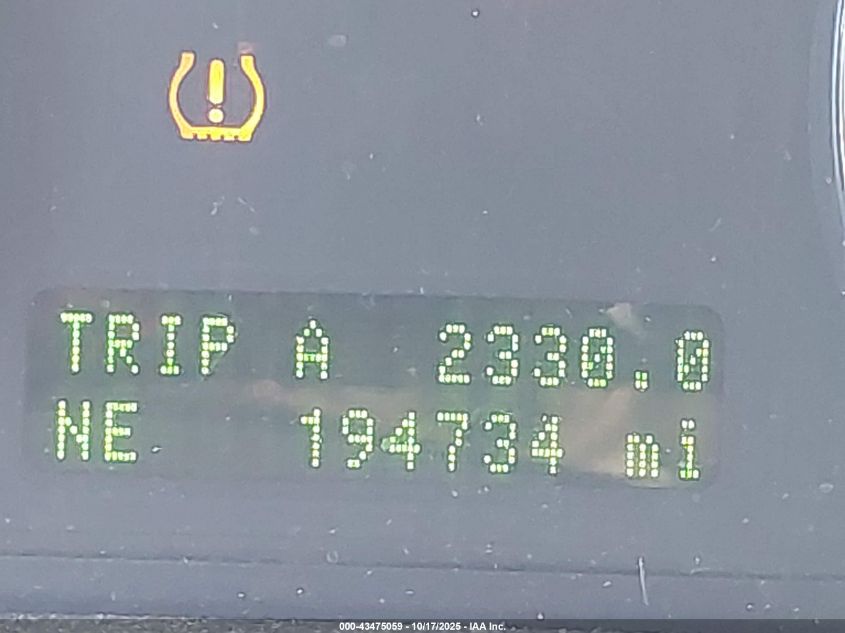 TRIP A 2330.0
NE 194734 mi
000-43475059 - 10/17/2025 - IAA Inc.